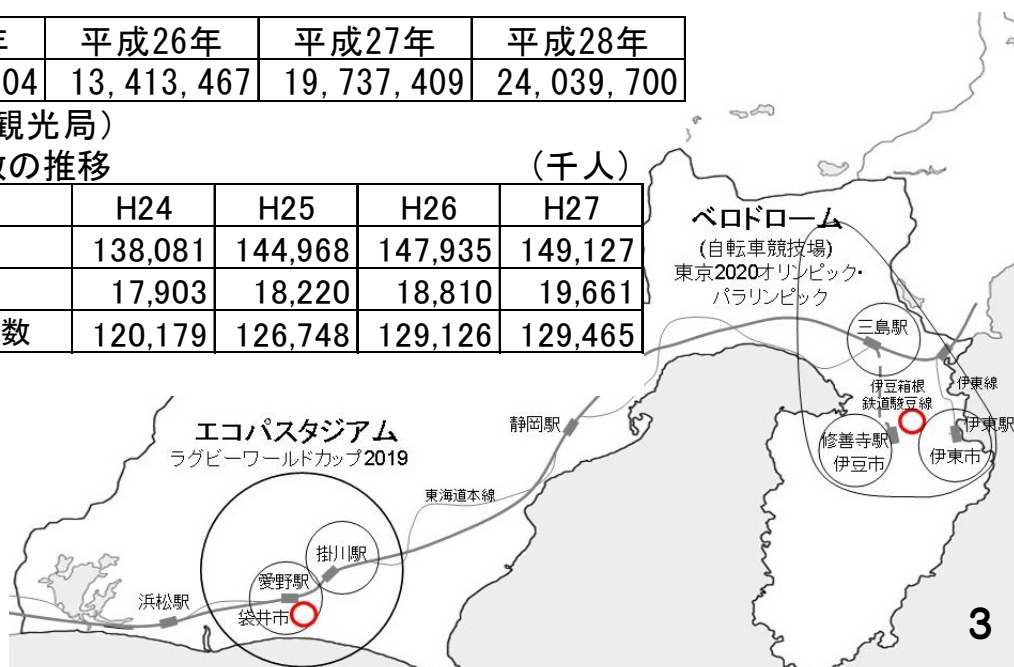 年 平成26年 平成27年 平成28年
04 13,413,467 19,737,409 24,039,700
観光局）
数の推移 （千人）
H24 H25 H26 H27
138,081 144,968 147,935 149,127
17,903 18,220 18,810 19,661
数 120,179 126,748 129,126 129,465
ベロドローム
(自転車競技場)
東京2020オリンピック・
パラリンピック
三島駅
伊豆箱根
鉄道駿豆線
伊東線
修善寺駅
伊豆市
伊東駅
伊東市
静岡駅
エコパスタジアム
ラグビーワールドカップ2019
東海道本線
掛川駅
愛野駅
袋井市
浜松駅
3